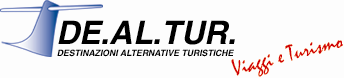 DE.AL.TUR.
DESTINAZIONI ALTERNATIVE TURISTICHE
Viaggi e Turismo